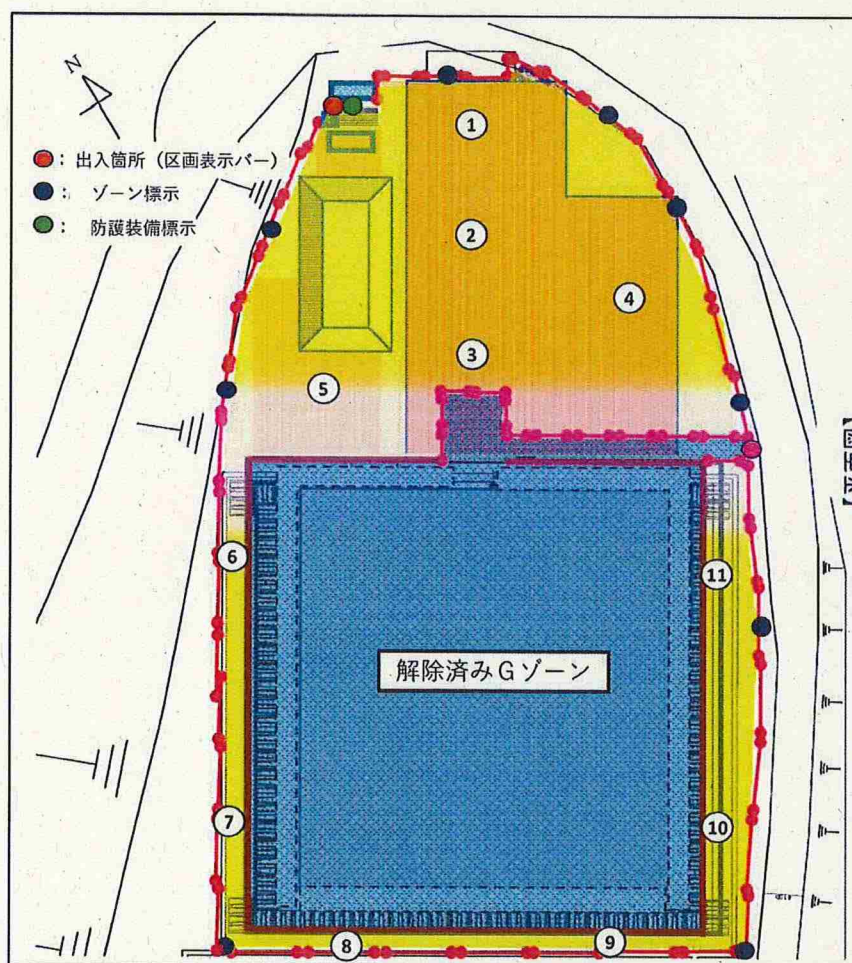 N
：出入箇所（区画表示バー）
： ゾーン標示
： 防護装備標示
①
②
④
③
⑤
⑥
⑪
解除済みGゾーン
⑦
⑩
⑧
⑨